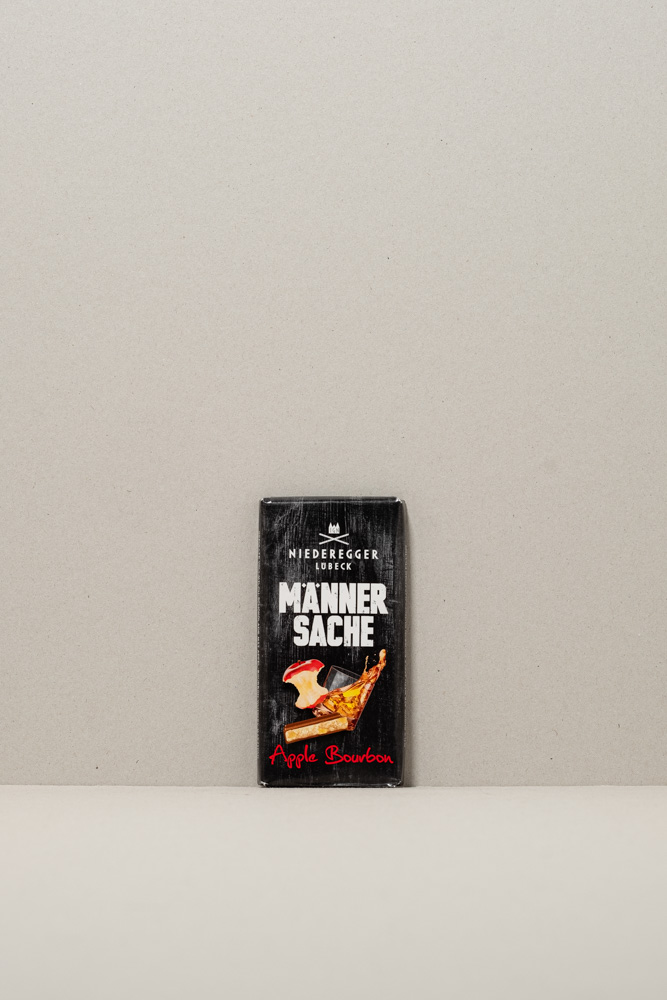 NIEDEREGGER
LÜBECK
MÄNNER
SACHE
Apple Bourbon